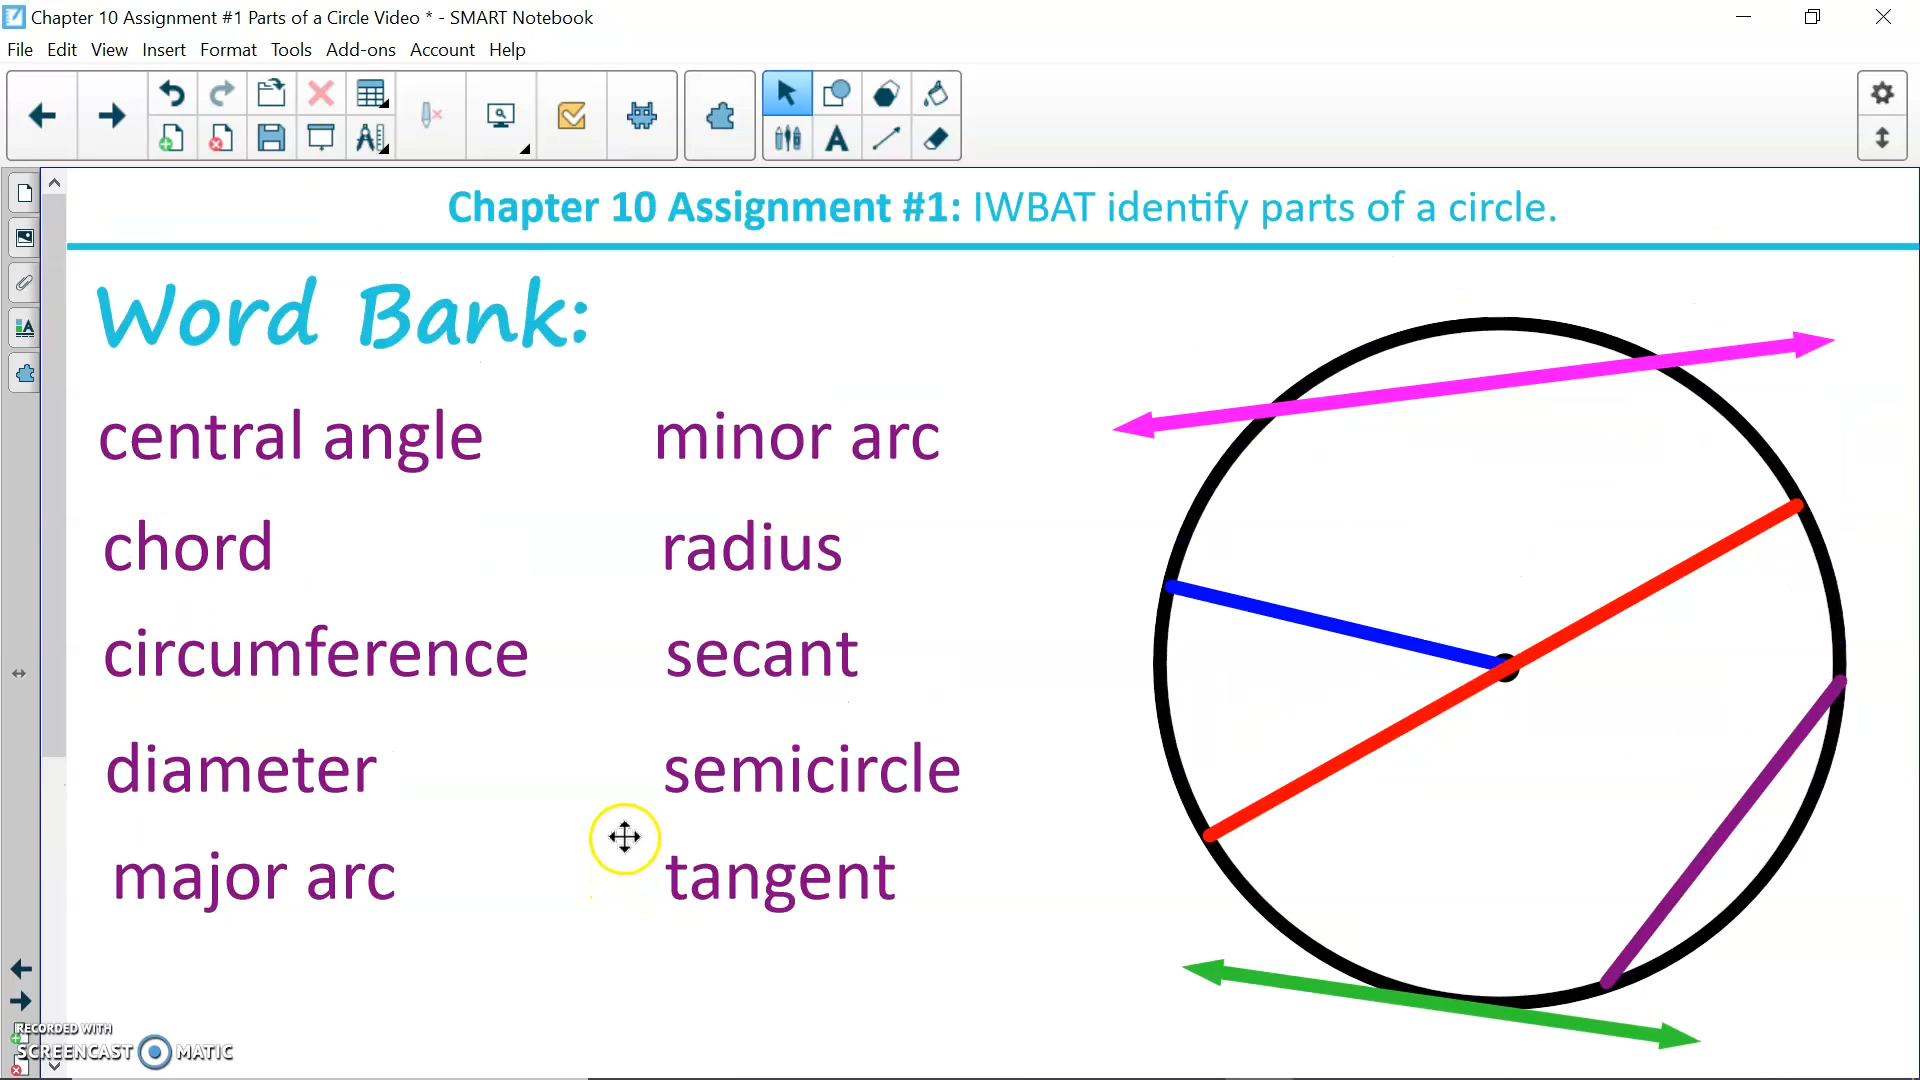 Chapter 10 Assignment #1 Parts of a Circle Video * - SMART Notebook
File Edit View Insert Format Tools Add-ons Account Help
Chapter 10 Assignment #1: IWBAT identify parts of a circle.
Word Bank:
central angle minor arc
chord radius
circumference secant
diameter semicircle
major arc tangent
RECORDED WITH
SCREENCAST MATIC